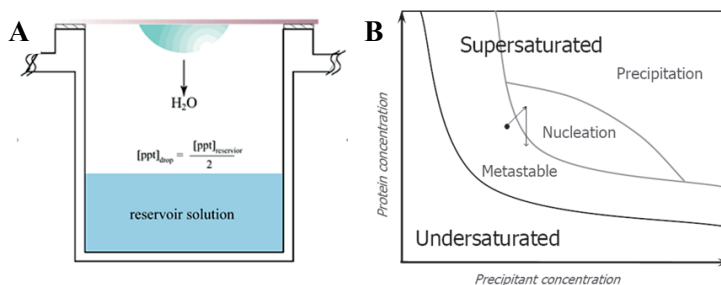 A
H₂O
[ppt]drop = [ppt]reservior
2
reservoir solution
B
Supersaturated
Precipitation
Nucleation
Metastable
Undersaturated
Protein concentration
Precipitant concentration